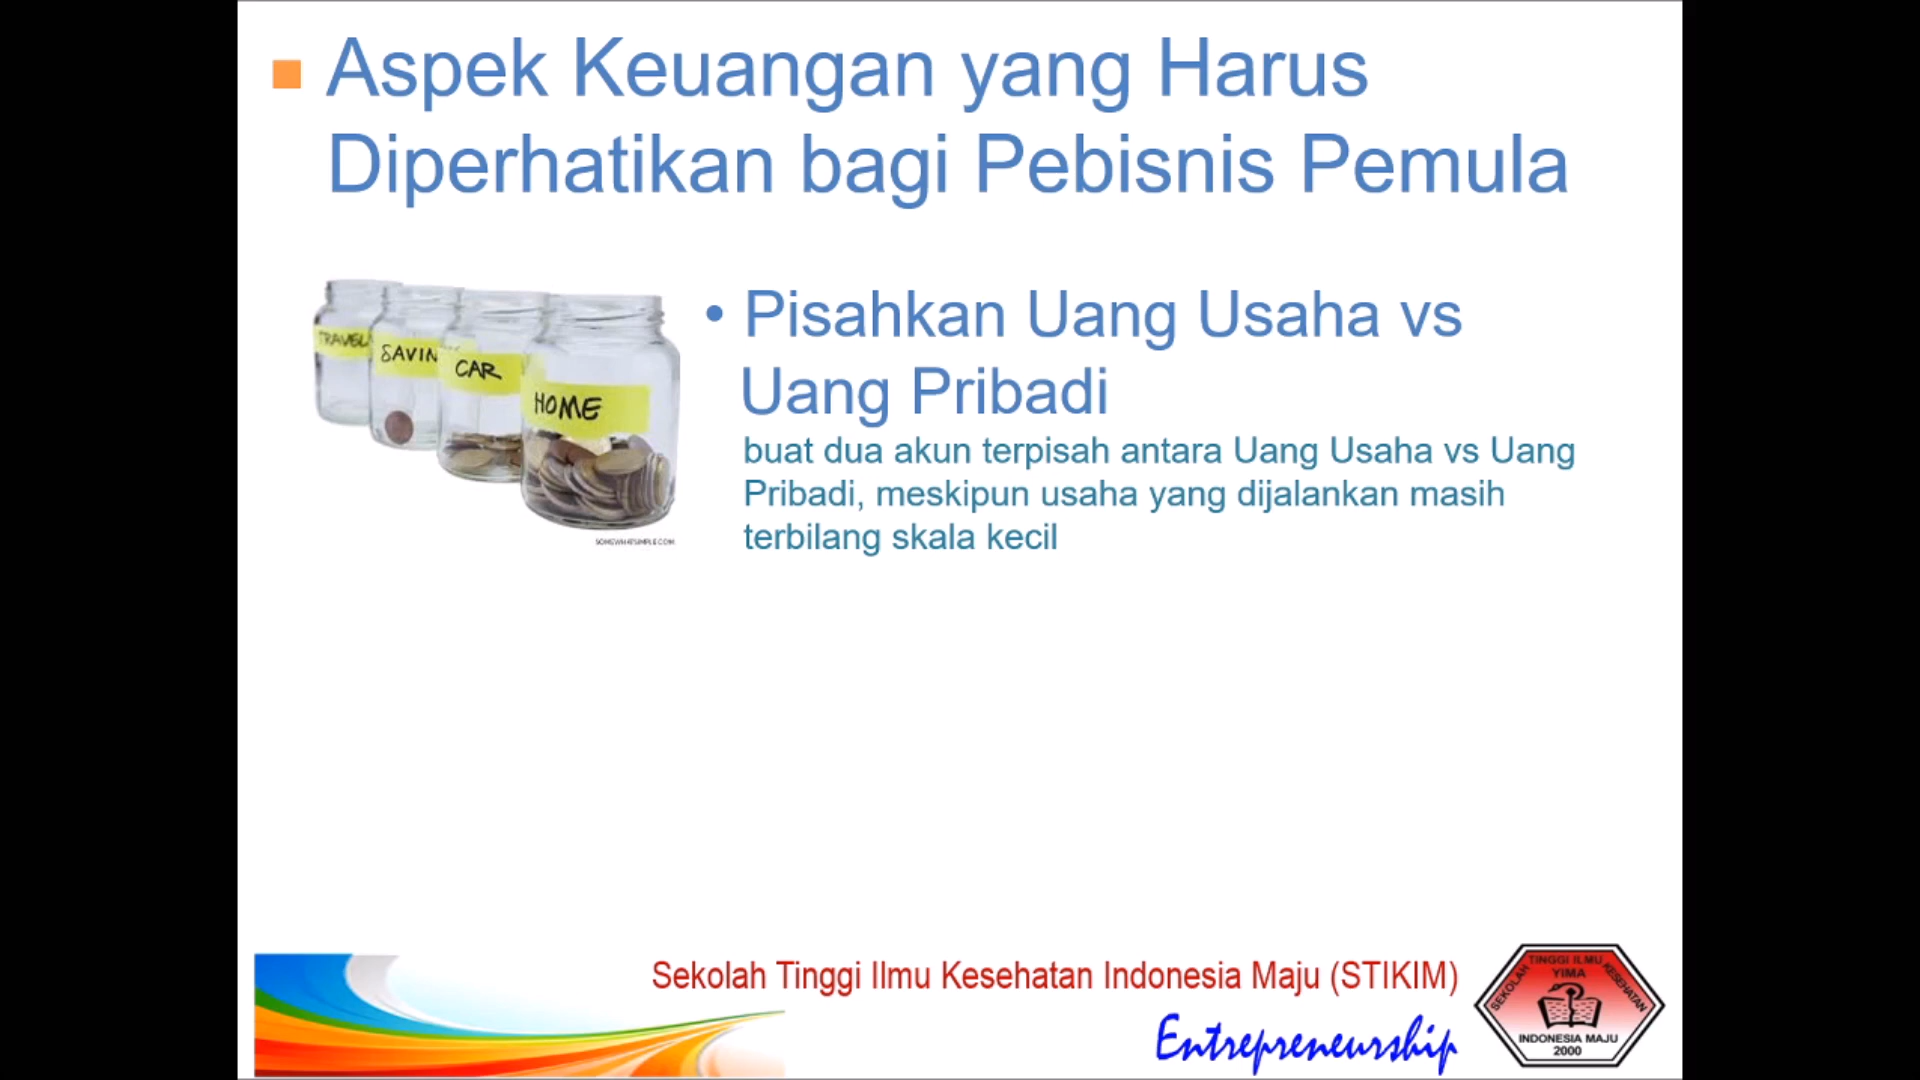 Aspek Keuangan yang Harus
Diperhatikan bagi Pebisnis Pemula
TRAVEL
SAVIN
CAR
HOME
SOMEWHATSIMPLE.COM
• Pisahkan Uang Usaha vs
Uang Pribadi
buat dua akun terpisah antara Uang Usaha vs Uang
Pribadi, meskipun usaha yang dijalankan masih
terbilang skala kecil
Sekolah Tinggi Ilmu Kesehatan Indonesia Maju (STIKIM)
Entrepreneurship
SEKOLAH TINGGI ILMU KESEHATAN
YIMA
INDONESIA MAJU
2000